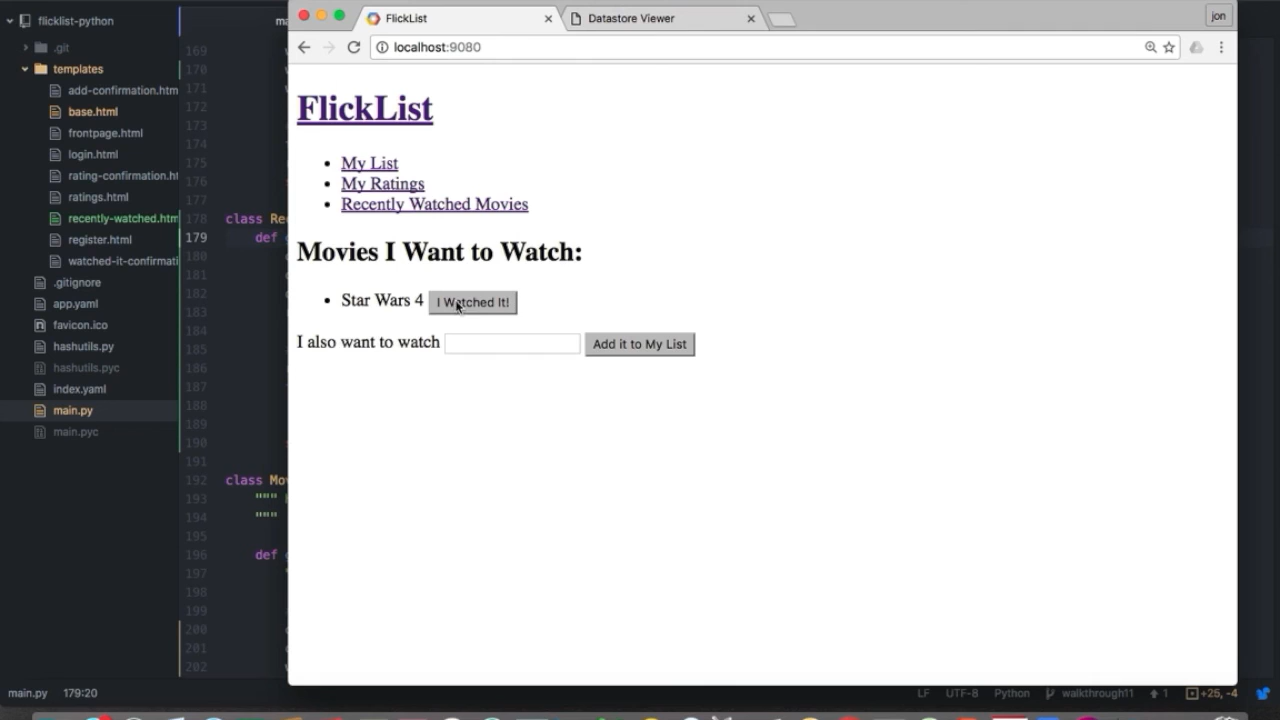 flicklist-python
.git
templates
add-confirmation.htm
base.html
frontpage.html
login.html
rating-confirmation.ht
ratings.html
recently-watched.htm
register.html
watched-it-confirmati
.gitignore
app.yaml
favicon.ico
hashutils.py
hashutils.pyc
index.yaml
main.py
main.pyc
ma
169
170
171
172
173
174
175
176
177
178 class Rec
179 def
180
181
182
183
184
185
186
187
188
189
190
191
192 class Mov
193 """
194 """
195
196 def
197
198
199
200
201
202
FlickList
Datastore Viewer
jon
localhost:9080
FlickList
• My List
• My Ratings
• Recently Watched Movies
Movies I Want to Watch:
• Star Wars 4 I Watched It!
I also want to watch Add it to My List
main.py 179:20 LF UTF-8 Python walkthrough11 1 +25, -4